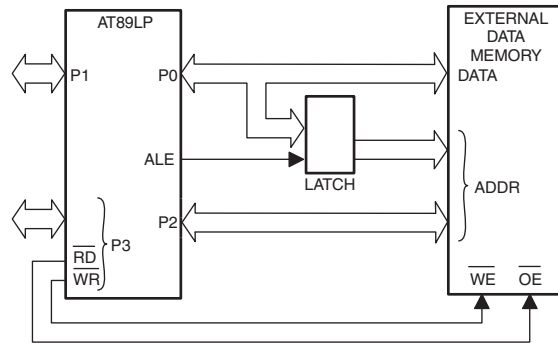 AT89LP
P1
P0
ALE
P2
P3
RD
WR
LATCH
EXTERNAL
DATA
MEMORY
DATA
ADDR
WE
OE